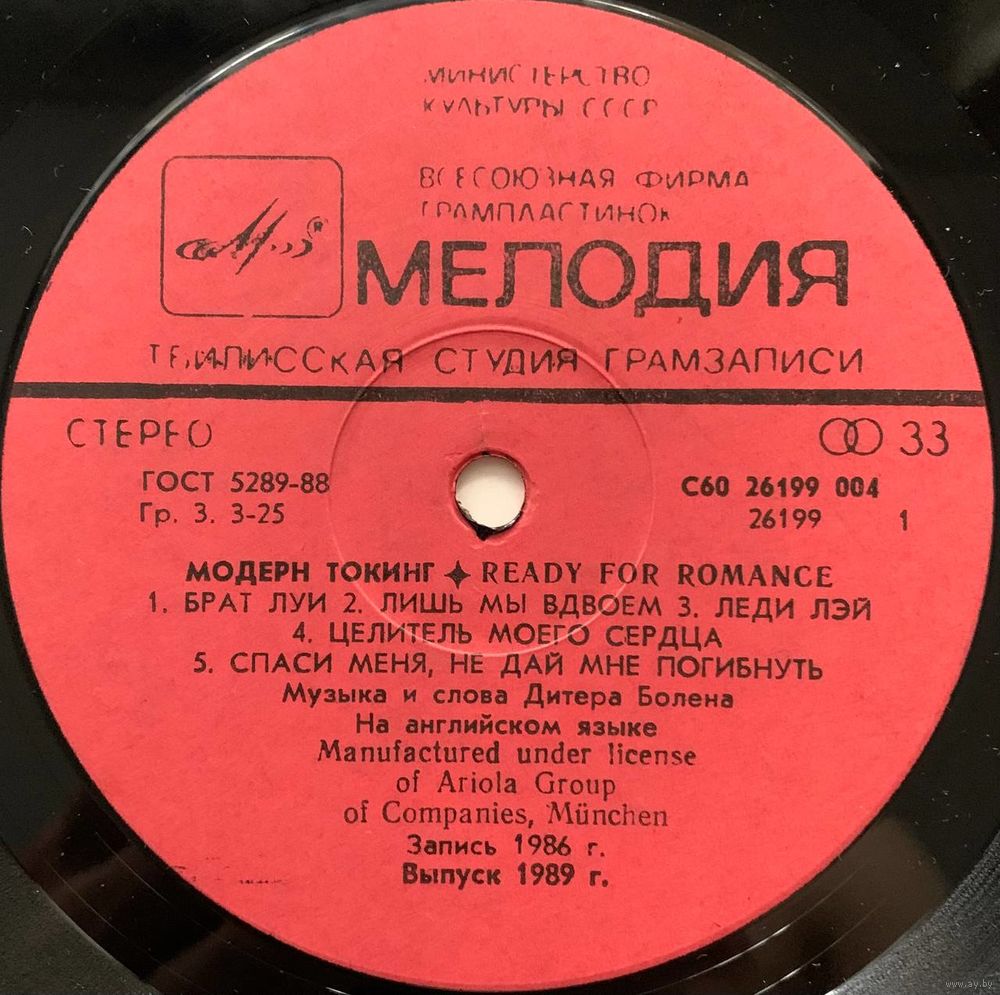 МИНИСТЕРСТВО
КУЛЬТУРЫ СССР
ВСЕСОЮЗНАЯ ФИРМА
ГРАМПЛАСТИНОК
®
МЕЛОДИЯ
ТБИЛИССКАЯ СТУДИЯ ГРАМЗАПИСИ
СТЕРЕО 33
ГОСТ 5289-88 С60 26199 004
Гр. 3. 3-25 26199 1
МОДЕРН ТОКИНГ ✦ READY FOR ROMANCE
1. БРАТ ЛУИ 2. ЛИШЬ МЫ ВДВОЕМ 3. ЛЕДИ ЛЭЙ
4. ЦЕЛИТЕЛЬ МОЕГО СЕРДЦА
5. СПАСИ МЕНЯ, НЕ ДАЙ МНЕ ПОГИБНУТЬ
Музыка и слова Дитера Болена
На английском языке
Manufactured under license
of Ariola Group
of Companies, München
Запись 1986 г.
Выпуск 1989 г.
www.ay.by